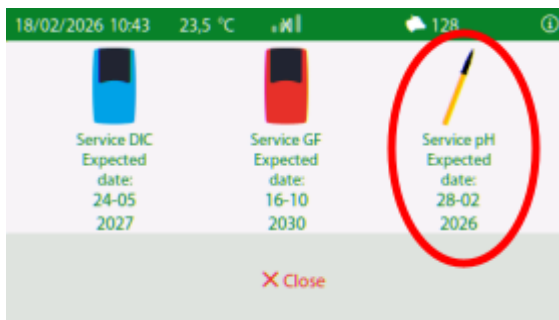 18/02/2026 10:43 23,5 °C 128
Service DIC
Expected
date:
24-05
2027
Service GF
Expected
date:
16-10
2030
Service pH
Expected
date:
28-02
2026
Close